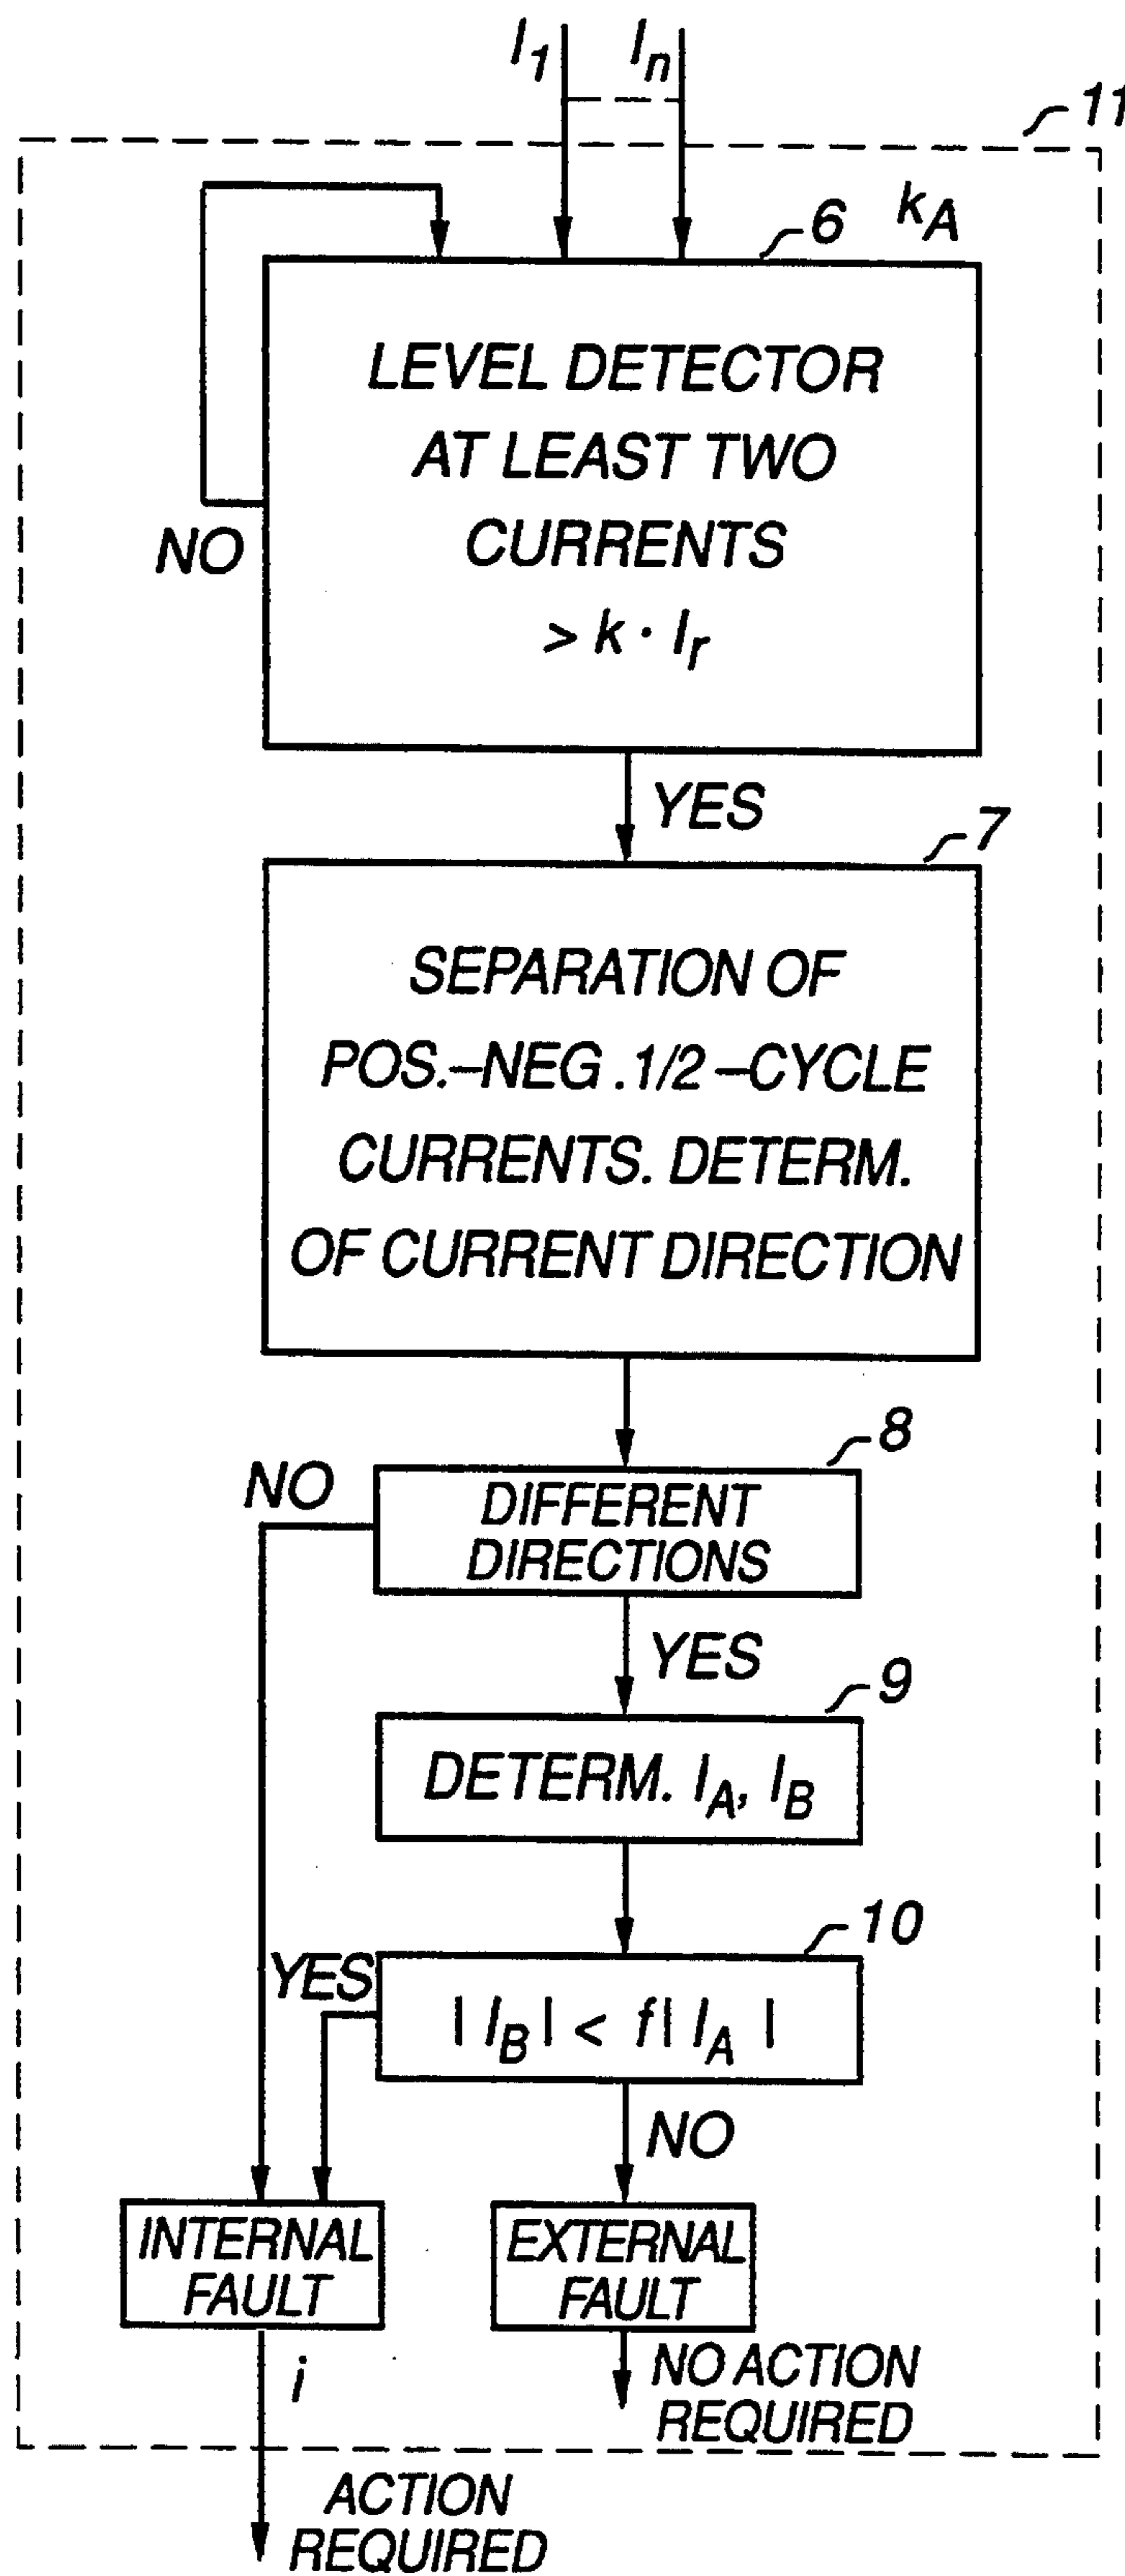 I1 In
11
6 kA
LEVEL DETECTOR
AT LEAST TWO
CURRENTS
> k · Ir
NO
YES
7
SEPARATION OF
POS.–NEG .1/2 –CYCLE
CURRENTS. DETERM.
OF CURRENT DIRECTION
8
NO
DIFFERENT
DIRECTIONS
YES
9
DETERM. IA, IB
10
YES
| IB | < f | IA |
NO
INTERNAL
FAULT
EXTERNAL
FAULT
i
NO ACTION
REQUIRED
ACTION
REQUIRED